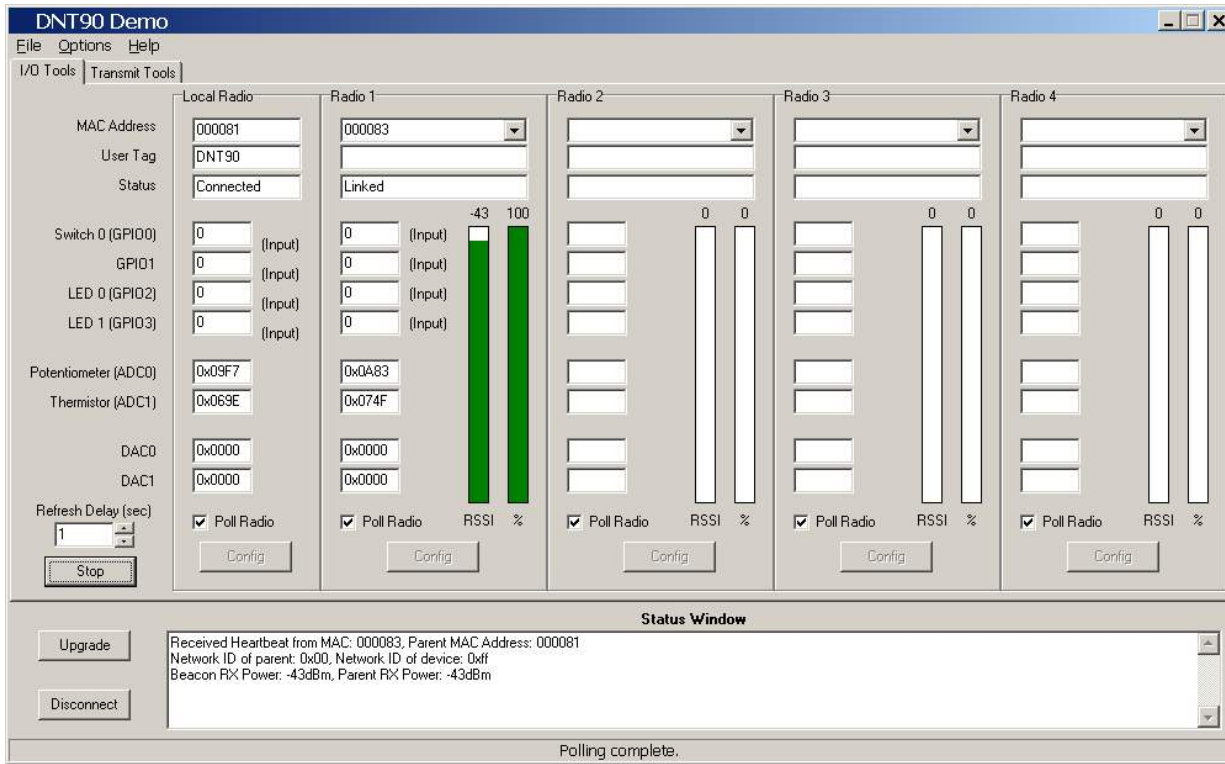 DNT90 Demo
File Options Help
I/O Tools Transmit Tools
Local Radio Radio 1 Radio 2 Radio 3 Radio 4
MAC Address 000081 000083
User Tag DNT90
Status Connected Linked
-43 100 0 0 0 0 0 0
Switch 0 (GPIO0) 0 (Input) 0 (Input)
GPIO1 0 (Input) 0 (Input)
LED 0 (GPIO2) 0 (Input) 0 (Input)
LED 1 (GPIO3) 0 (Input) 0 (Input)
Potentiometer (ADC0) 0x09F7 0x0A83
Thermistor (ADC1) 0x069E 0x074F
DAC0 0x0000 0x0000
DAC1 0x0000 0x0000
Refresh Delay (sec)
1 Poll Radio Poll Radio RSSI % Poll Radio RSSI % Poll Radio RSSI % Poll Radio RSSI %
Stop Config Config Config Config Config
Status Window
Upgrade
Disconnect
Received Heartbeat from MAC: 000083, Parent MAC Address: 000081
Network ID of parent: 0x00, Network ID of device: 0xff
Beacon RX Power: -43dBm, Parent RX Power: -43dBm
Polling complete.